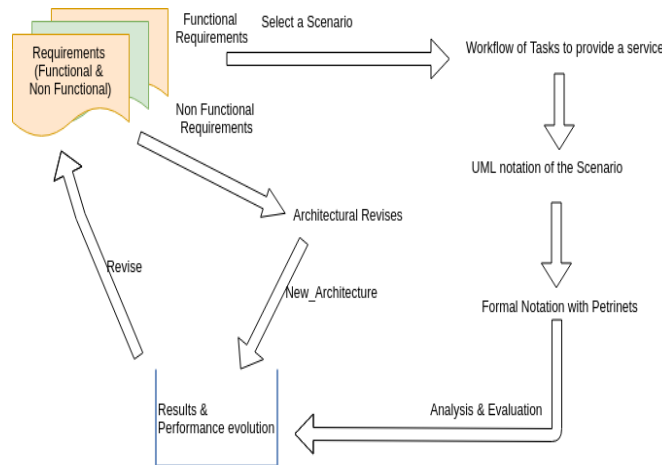 Functional
Requirements
Select a Scenario
Requirements
(Functional &
Non Functional)
Workflow of Tasks to provide a service
Non Functional
Requirements
UML notation of the Scenario
Architectural Revises
Revise
New_Architecture
Formal Notation with Petrinets
Results &
Performance evolution
Analysis & Evaluation